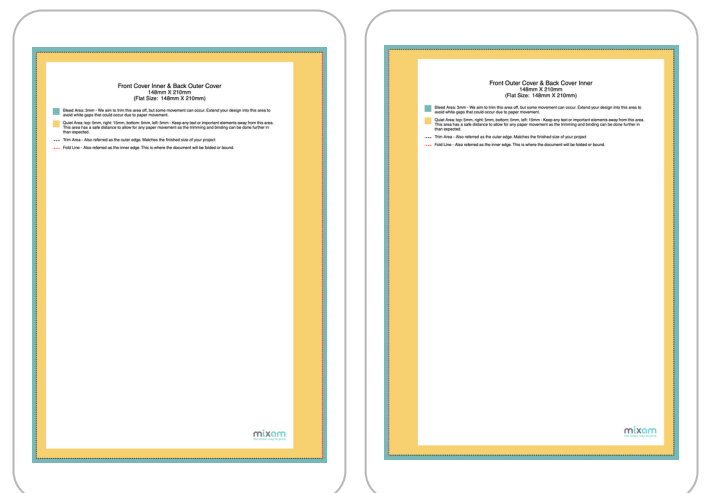 Front Cover Inner & Back Outer Cover
148mm X 210mm
(Flat Size: 148mm X 210mm)
Bleed Area: 3mm - We aim to trim this area off, but some movement can occur. Extend your design into this area to
avoid white gaps that could occur due to paper movement.
Quiet Area: top: 5mm, right: 15mm, bottom: 5mm, left: 5mm - Keep any text or important elements away from this area.
This area has a safe distance to allow for any paper movement as the trimming and binding can be done further in
than expected.
Trim Area - Also referred as the outer edge. Matches the finished size of your project
Fold Line - Also referred as the inner edge. This is where the document will be folded or bound.
mixam
the smart way to print
Front Outer Cover & Back Cover Inner
148mm X 210mm
(Flat Size: 148mm X 210mm)
Bleed Area: 3mm - We aim to trim this area off, but some movement can occur. Extend your design into this area to
avoid white gaps that could occur due to paper movement.
Quiet Area: top: 5mm, right: 5mm, bottom: 5mm, left: 15mm - Keep any text or important elements away from this area.
This area has a safe distance to allow for any paper movement as the trimming and binding can be done further in
than expected.
Trim Area - Also referred as the outer edge. Matches the finished size of your project
Fold Line - Also referred as the inner edge. This is where the document will be folded or bound.
mixam
the smart way to print